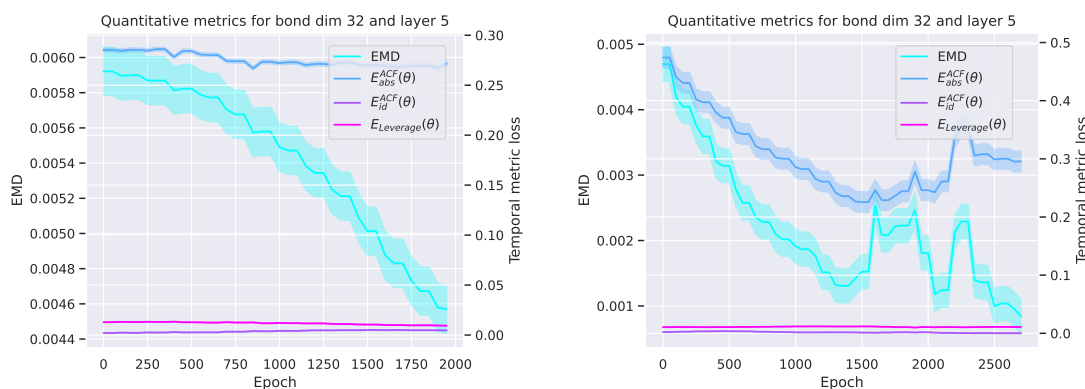 Quantitative metrics for bond dim 32 and layer 5
EMD
E_abs^ACF(θ)
E_id^ACF(θ)
E_Leverage(θ)
0.0060
0.0058
0.0056
0.0054
0.0052
0.0050
0.0048
0.0046
0.0044
EMD
0.30
0.25
0.20
0.15
0.10
0.05
0.00
Temporal metric loss
0 250 500 750 1000 1250 1500 1750 2000
Epoch
Quantitative metrics for bond dim 32 and layer 5
EMD
E_abs^ACF(θ)
E_id^ACF(θ)
E_Leverage(θ)
0.005
0.004
0.003
0.002
0.001
EMD
0.5
0.4
0.3
0.2
0.1
0.0
Temporal metric loss
0 500 1000 1500 2000 2500
Epoch